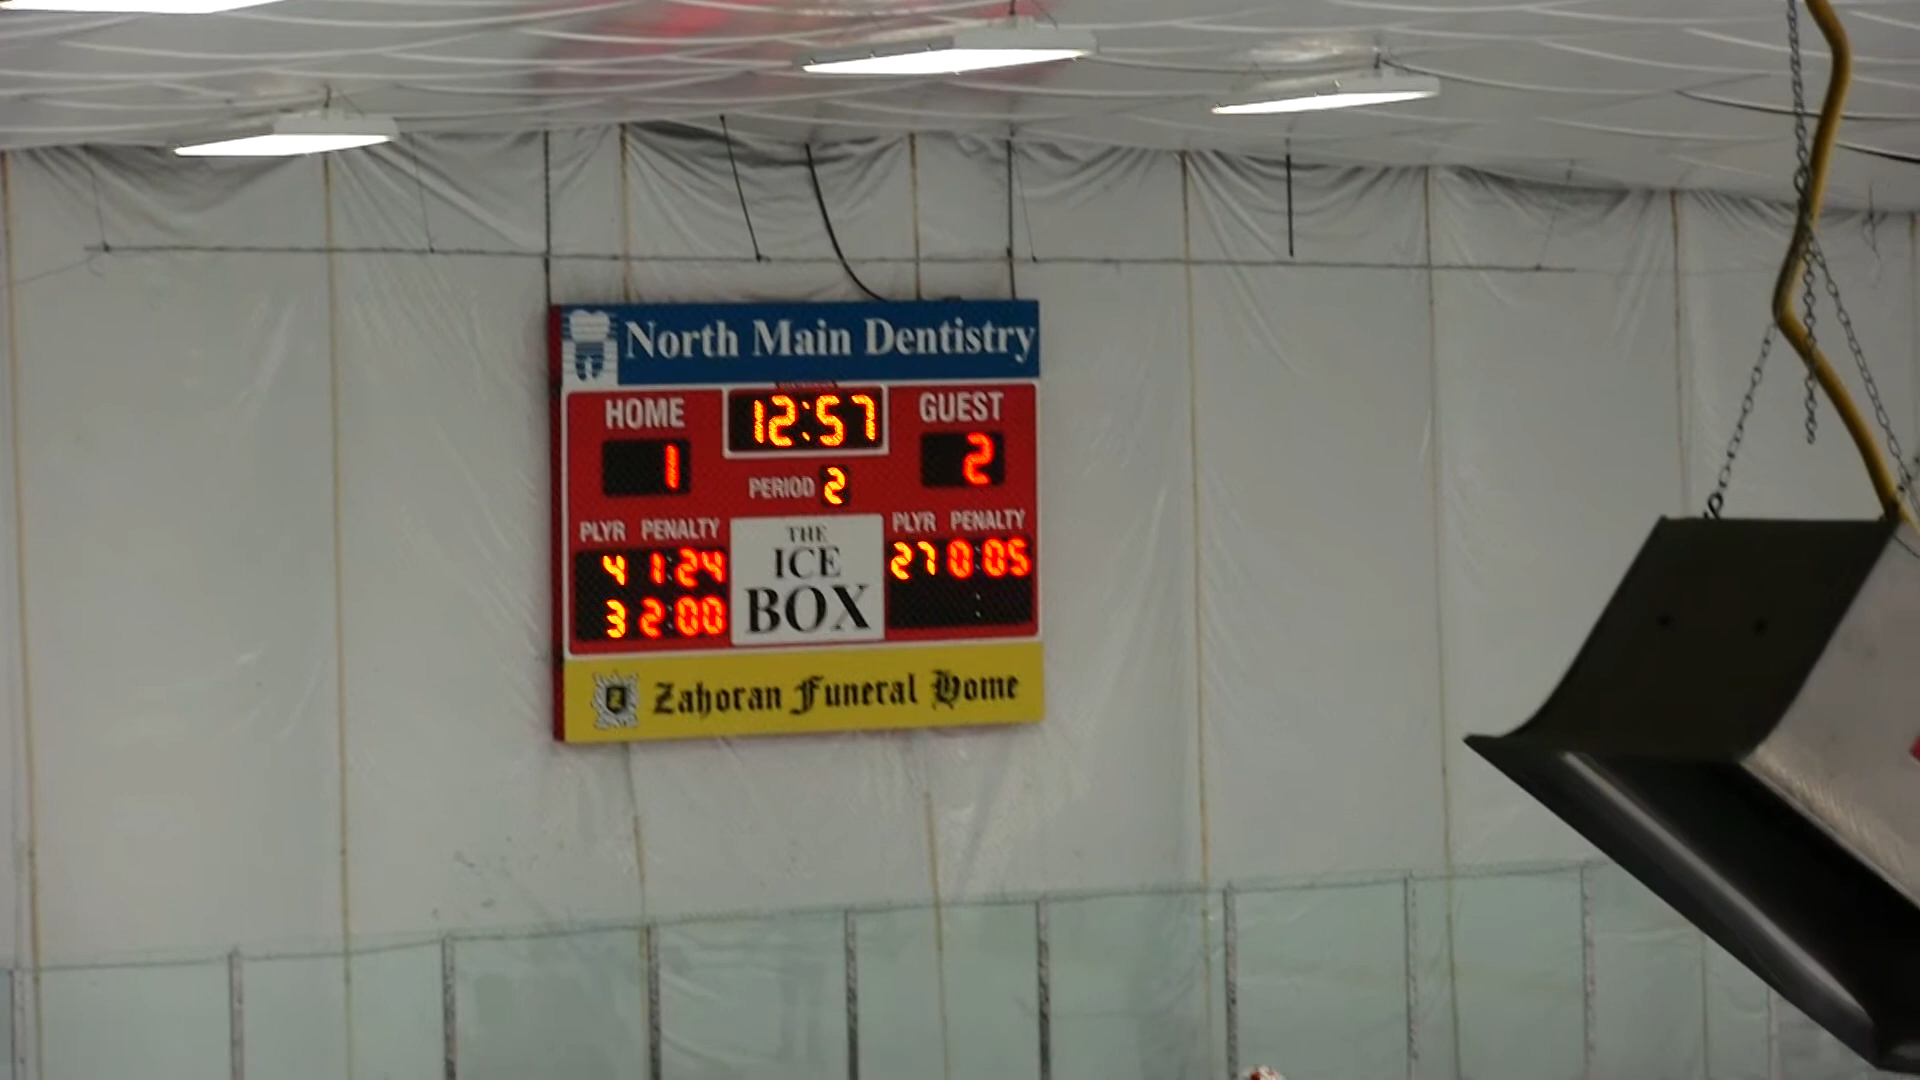 North Main Dentistry
HOME 12:57 GUEST
1 2
PERIOD 2
PLYR PENALTY PLYR PENALTY
4 1:24 27 0:05
3 2:00 :
THE
ICE
BOX
Z Zahoran Funeral Home